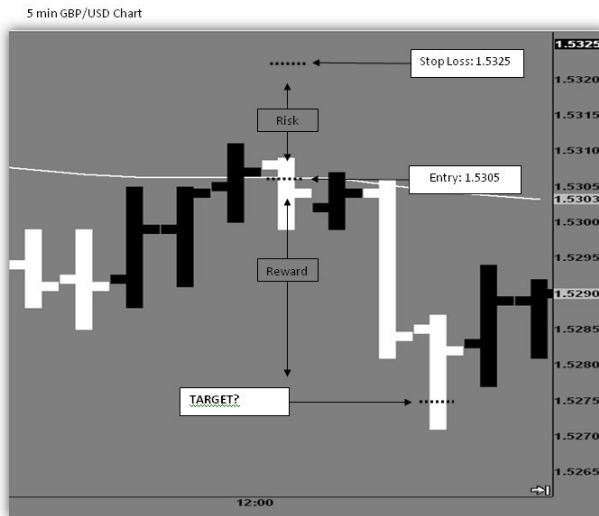 5 min GBP/USD Chart
1.5325
Stop Loss: 1.5325
1.5320
1.5315
Risk
1.5310
Entry: 1.5305
1.5305
1.5303
1.5300
1.5295
Reward
1.5290
1.5285
1.5280
TARGET?
1.5275
1.5270
1.5265
12:00